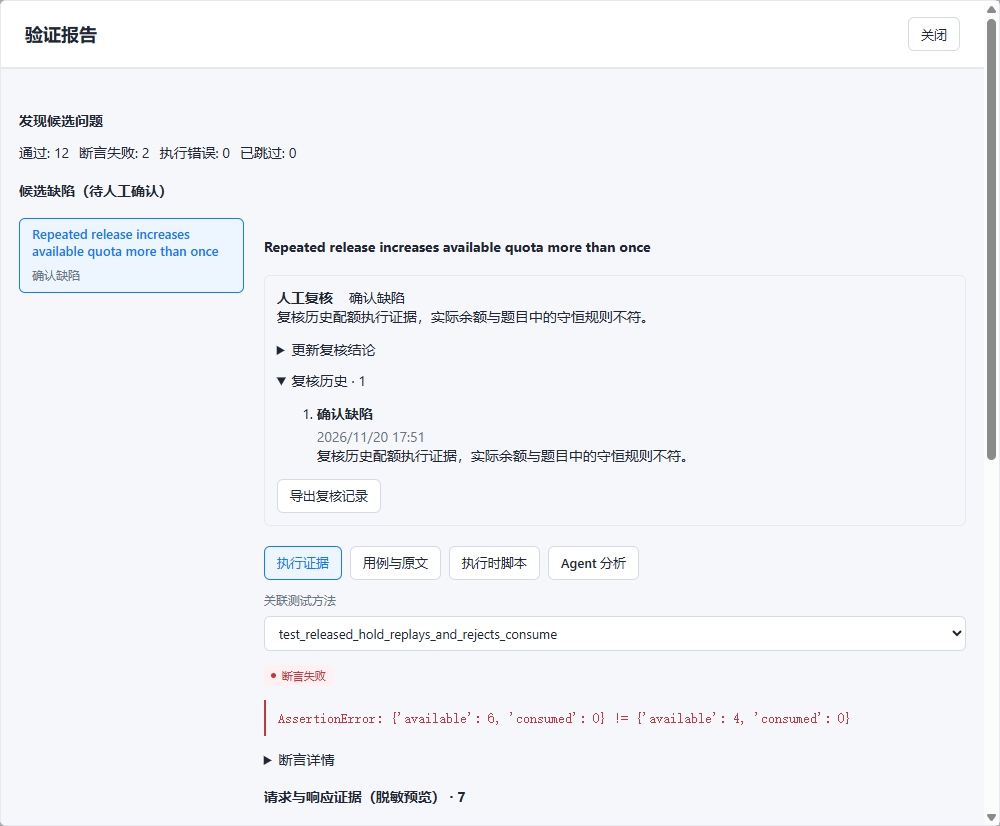 验证报告
关闭
发现候选问题
通过: 12 断言失败: 2 执行错误: 0 已跳过: 0
候选缺陷（待人工确认）
Repeated release increases
available quota more than once
确认缺陷
Repeated release increases available quota more than once
人工复核 确认缺陷
复核历史配额执行证据，实际余额与题目中的守恒规则不符。
▶ 更新复核结论
▼ 复核历史 · 1
1. 确认缺陷
2026/11/20 17:51
复核历史配额执行证据，实际余额与题目中的守恒规则不符。
导出复核记录
执行证据 用例与原文 执行时脚本 Agent 分析
关联测试方法
test_released_hold_replays_and_rejects_consume
断言失败
AssertionError: {'available': 6, 'consumed': 0} != {'available': 4, 'consumed': 0}
▶ 断言详情
请求与响应证据（脱敏预览） · 7